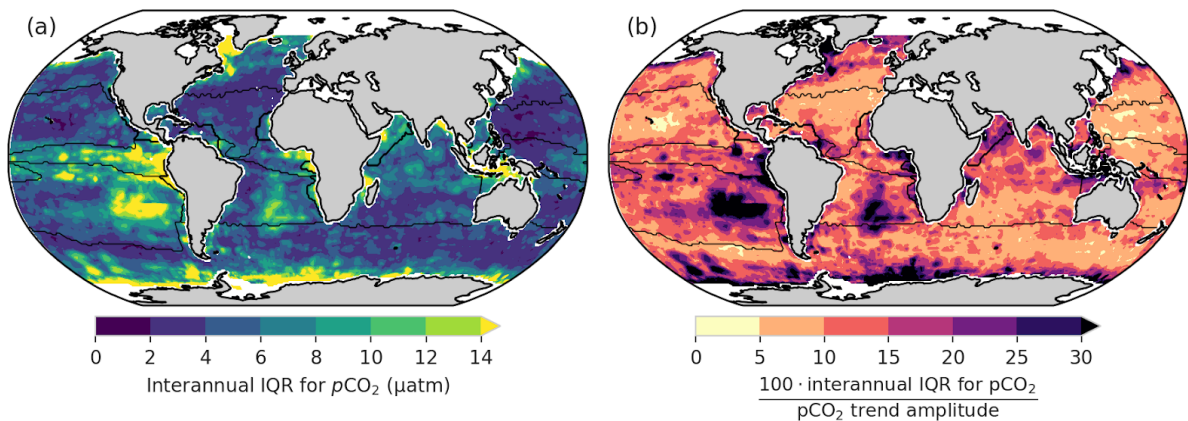 (a)
(b)
0 2 4 6 8 10 12 14
Interannual IQR for pCO₂ (µatm)
0 5 10 15 20 25 30
100 · interannual IQR for pCO₂
pCO₂ trend amplitude